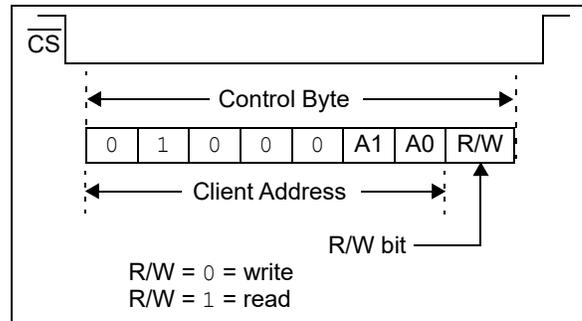 CS
Control Byte
0 1 0 0 0 A1 A0 R/W
Client Address
R/W bit
R/W = 0 = write
R/W = 1 = read